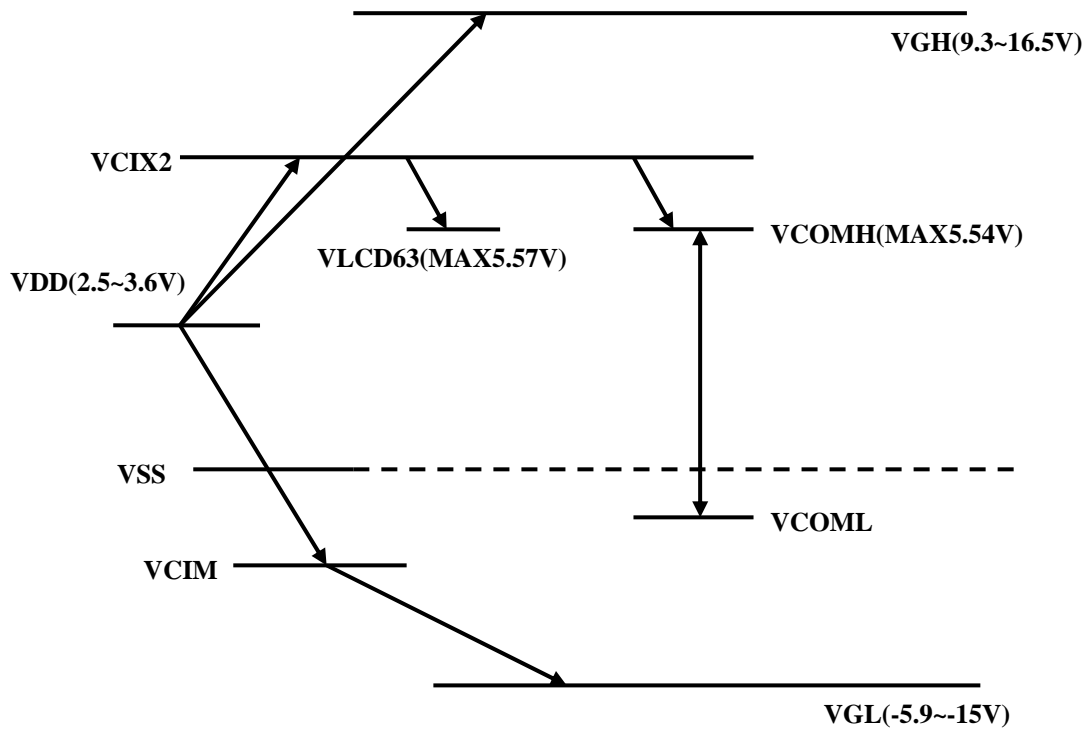 VGH(9.3~16.5V)
VCIX2
VCOMH(MAX5.54V)
VLCD63(MAX5.57V)
VDD(2.5~3.6V)
VSS
VCOML
VCIM
VGL(-5.9~-15V)